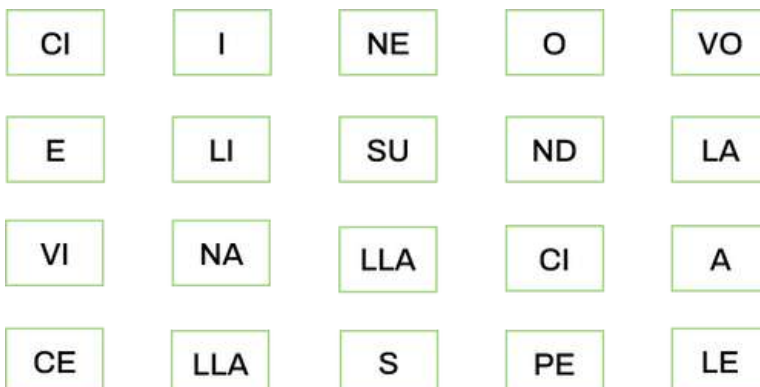 CI I NE O VO
E LI SU ND LA
VI NA LLA CI A
CE LLA S PE LE